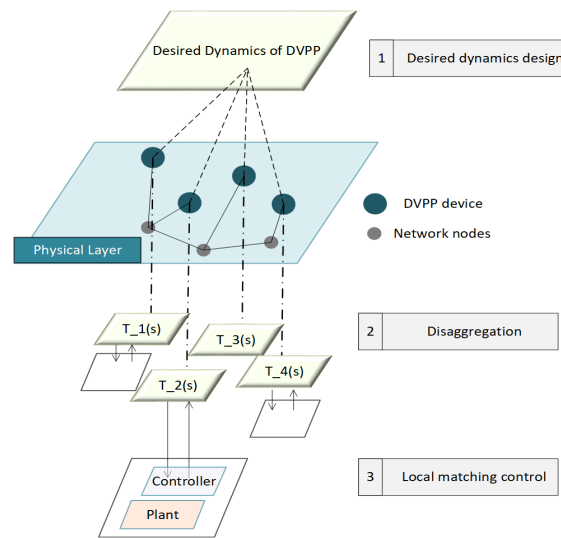 Desired Dynamics of DVPP
1 Desired dynamics design
DVPP device
Network nodes
Physical Layer
T_1(s)
T_3(s)
2 Disaggregation
T_2(s)
T_4(s)
Controller
3 Local matching control
Plant